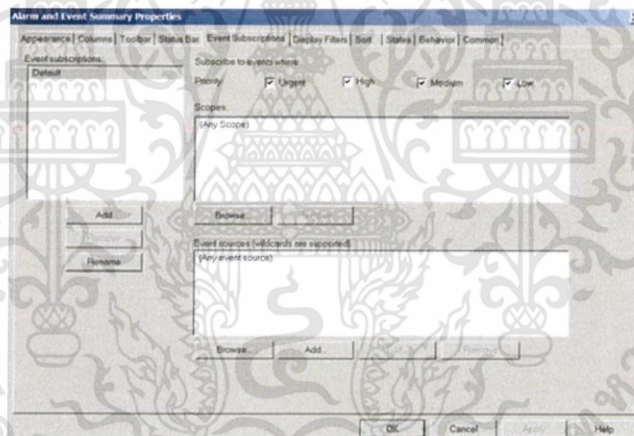 Alarm and Event Summary Properties
Appearance Columns Toolbar Status Bar Event Subscriptions Display Filters Sort States Behavior Common
Event subscriptions:
Default
Add
Remove
Rename
Subscribe to events where
Priority Urgent High Medium Low
Scopes
(Any Scope)
Browse...
Event sources (wildcards are supported)
(Any event source)
Browse... Add... Remove
OK Cancel Apply Help